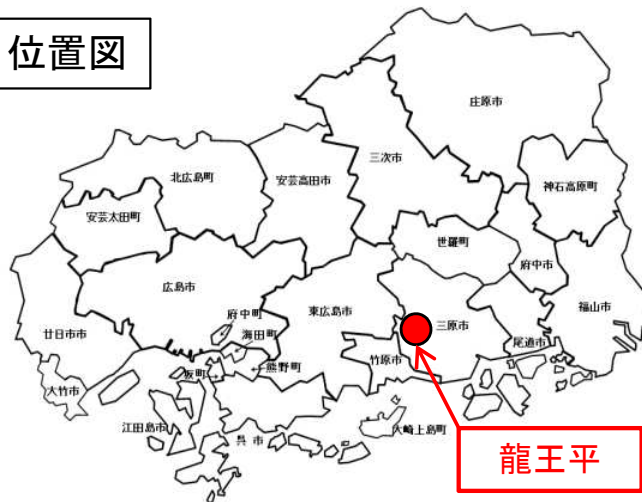 位置図
庄原市
三次市
北広島町
安芸高田市
神石高原町
安芸太田町
世羅町
府中市
広島市
福山市
府中町
東広島市
三原市
海田町
尾道市
廿日市市
竹原市
坂町
熊野町
大竹市
江田島市
呉市
大崎上島町
龍王平